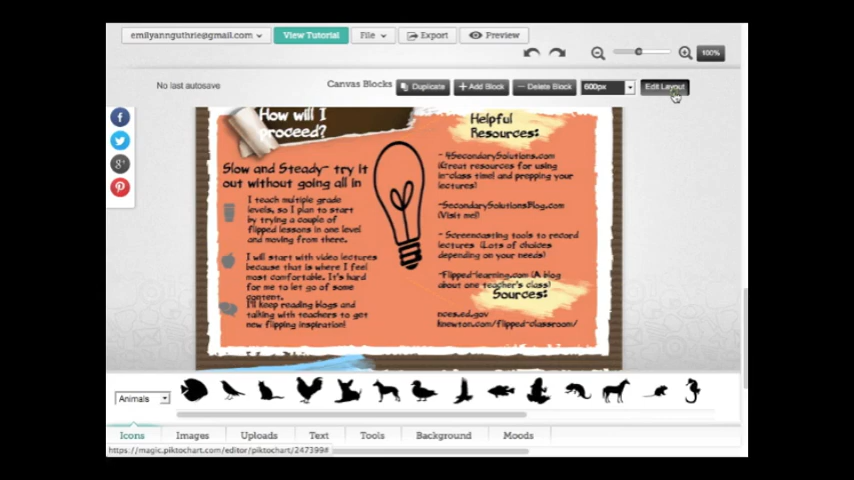 emilyannguthrie@gmail.com
View Tutorial
File
Export
Preview
100%
No last autosave
Canvas Blocks
Duplicate
+ Add Block
- Delete Block
600px
Edit Layout
How will I
proceed?
Slow and Steady- try it
out without going all in
I teach multiple grade
levels, so I plan to start
by trying a couple of
flipped lessons in one level
and moving from there.
I will start with video lectures
because that is where I feel
most comfortable. It's hard
for me to let go of some
content.
I'll keep reading blogs and
talking with teachers to get
new flipping inspiration!
Helpful
Resources:
- 4SecondarySolutions.com
(Great resources for using
in-class time! and prepping your
lectures)
-SecondarySolutionsBlog.com
(Visit me!)
- Screencasting tools to record
lectures (Lots of choices
depending on your needs)
-Flipped-learning.com (A blog
about one teacher's class)
Sources:
nces.ed.gov
knewton.com/flipped-classroom/
Animals
Icons
Images
Uploads
Text
Tools
Background
Moods
https://magic.piktochart.com/editor/piktochart/247399#